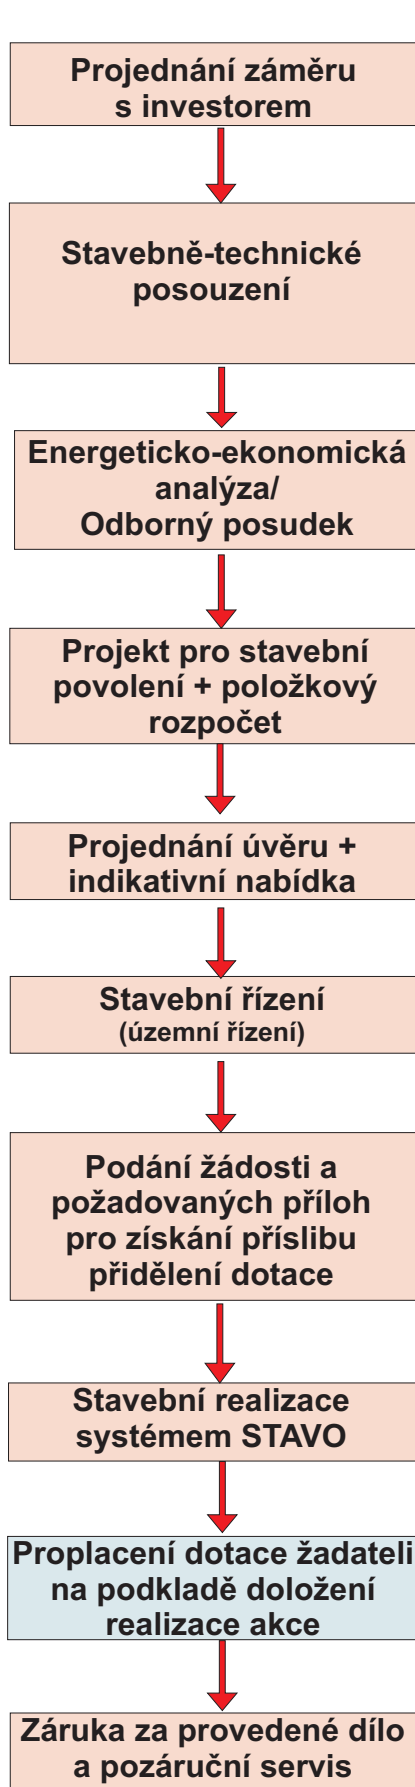 Projednání záměru
s investorem
Stavebně-technické
posouzení
Energeticko-ekonomická
analýza/
Odborný posudek
Projekt pro stavební
povolení + položkový
rozpočet
Projednání úvěru +
indikativní nabídka
Stavební řízení
(územní řízení)
Podání žádosti a
požadovaných příloh
pro získání příslibu
přidělení dotace
Stavební realizace
systémem STAVO
Proplacení dotace žadateli
na podkladě doložení
realizace akce
Záruka za provedené dílo
a pozáruční servis